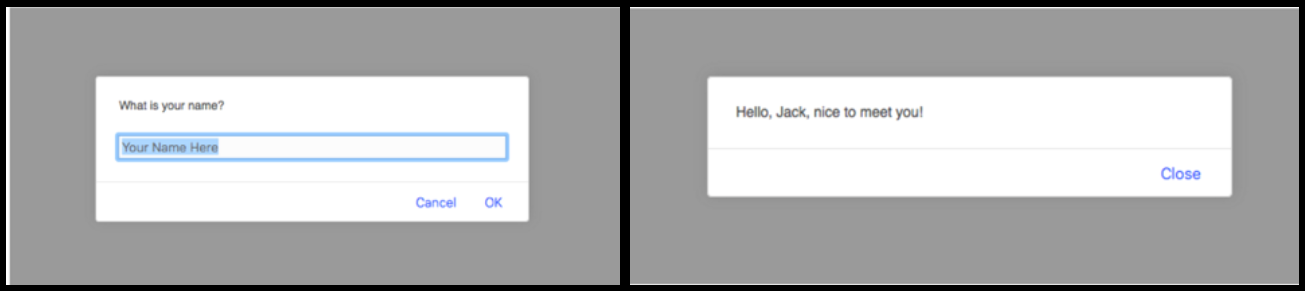 What is your name?
Your Name Here
Cancel OK
Hello, Jack, nice to meet you!
Close